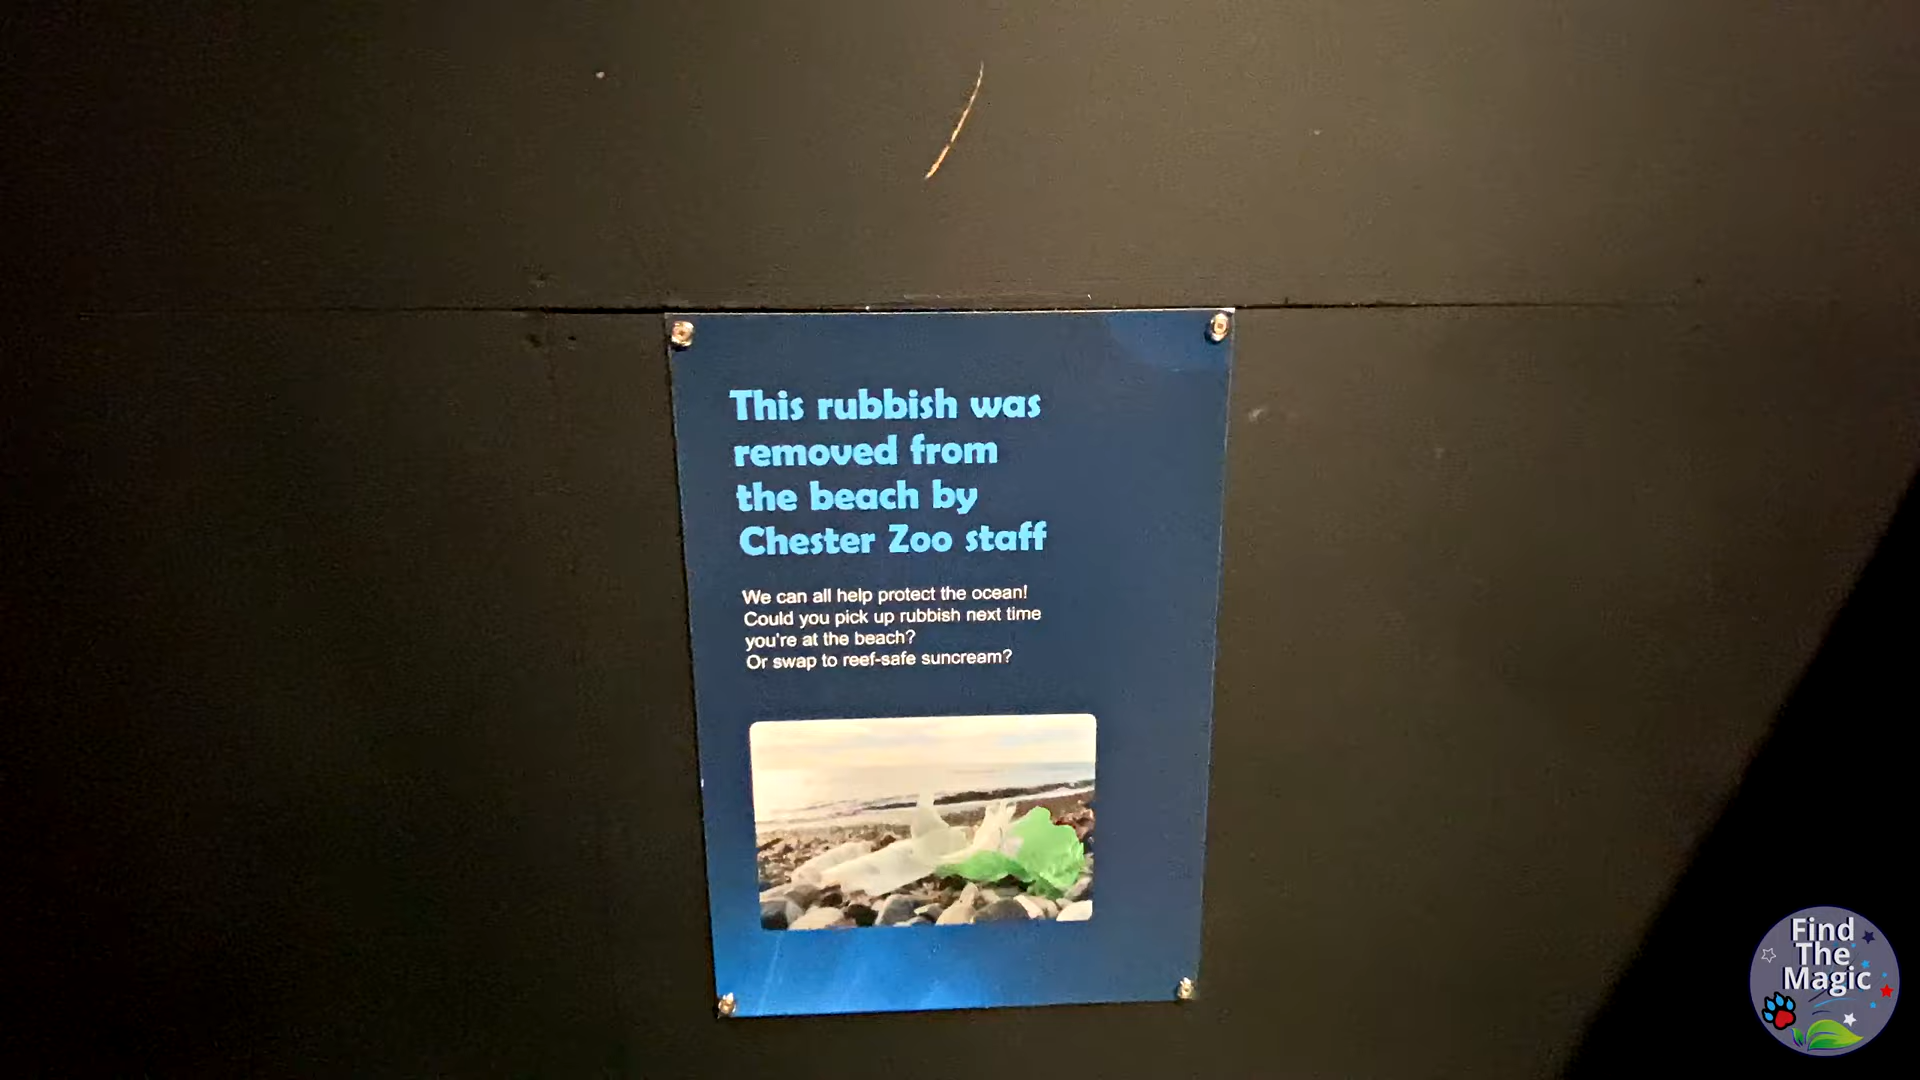 This rubbish was
removed from
the beach by
Chester Zoo staff
We can all help protect the ocean!
Could you pick up rubbish next time
you're at the beach?
Or swap to reef-safe suncream?
Find
The
Magic